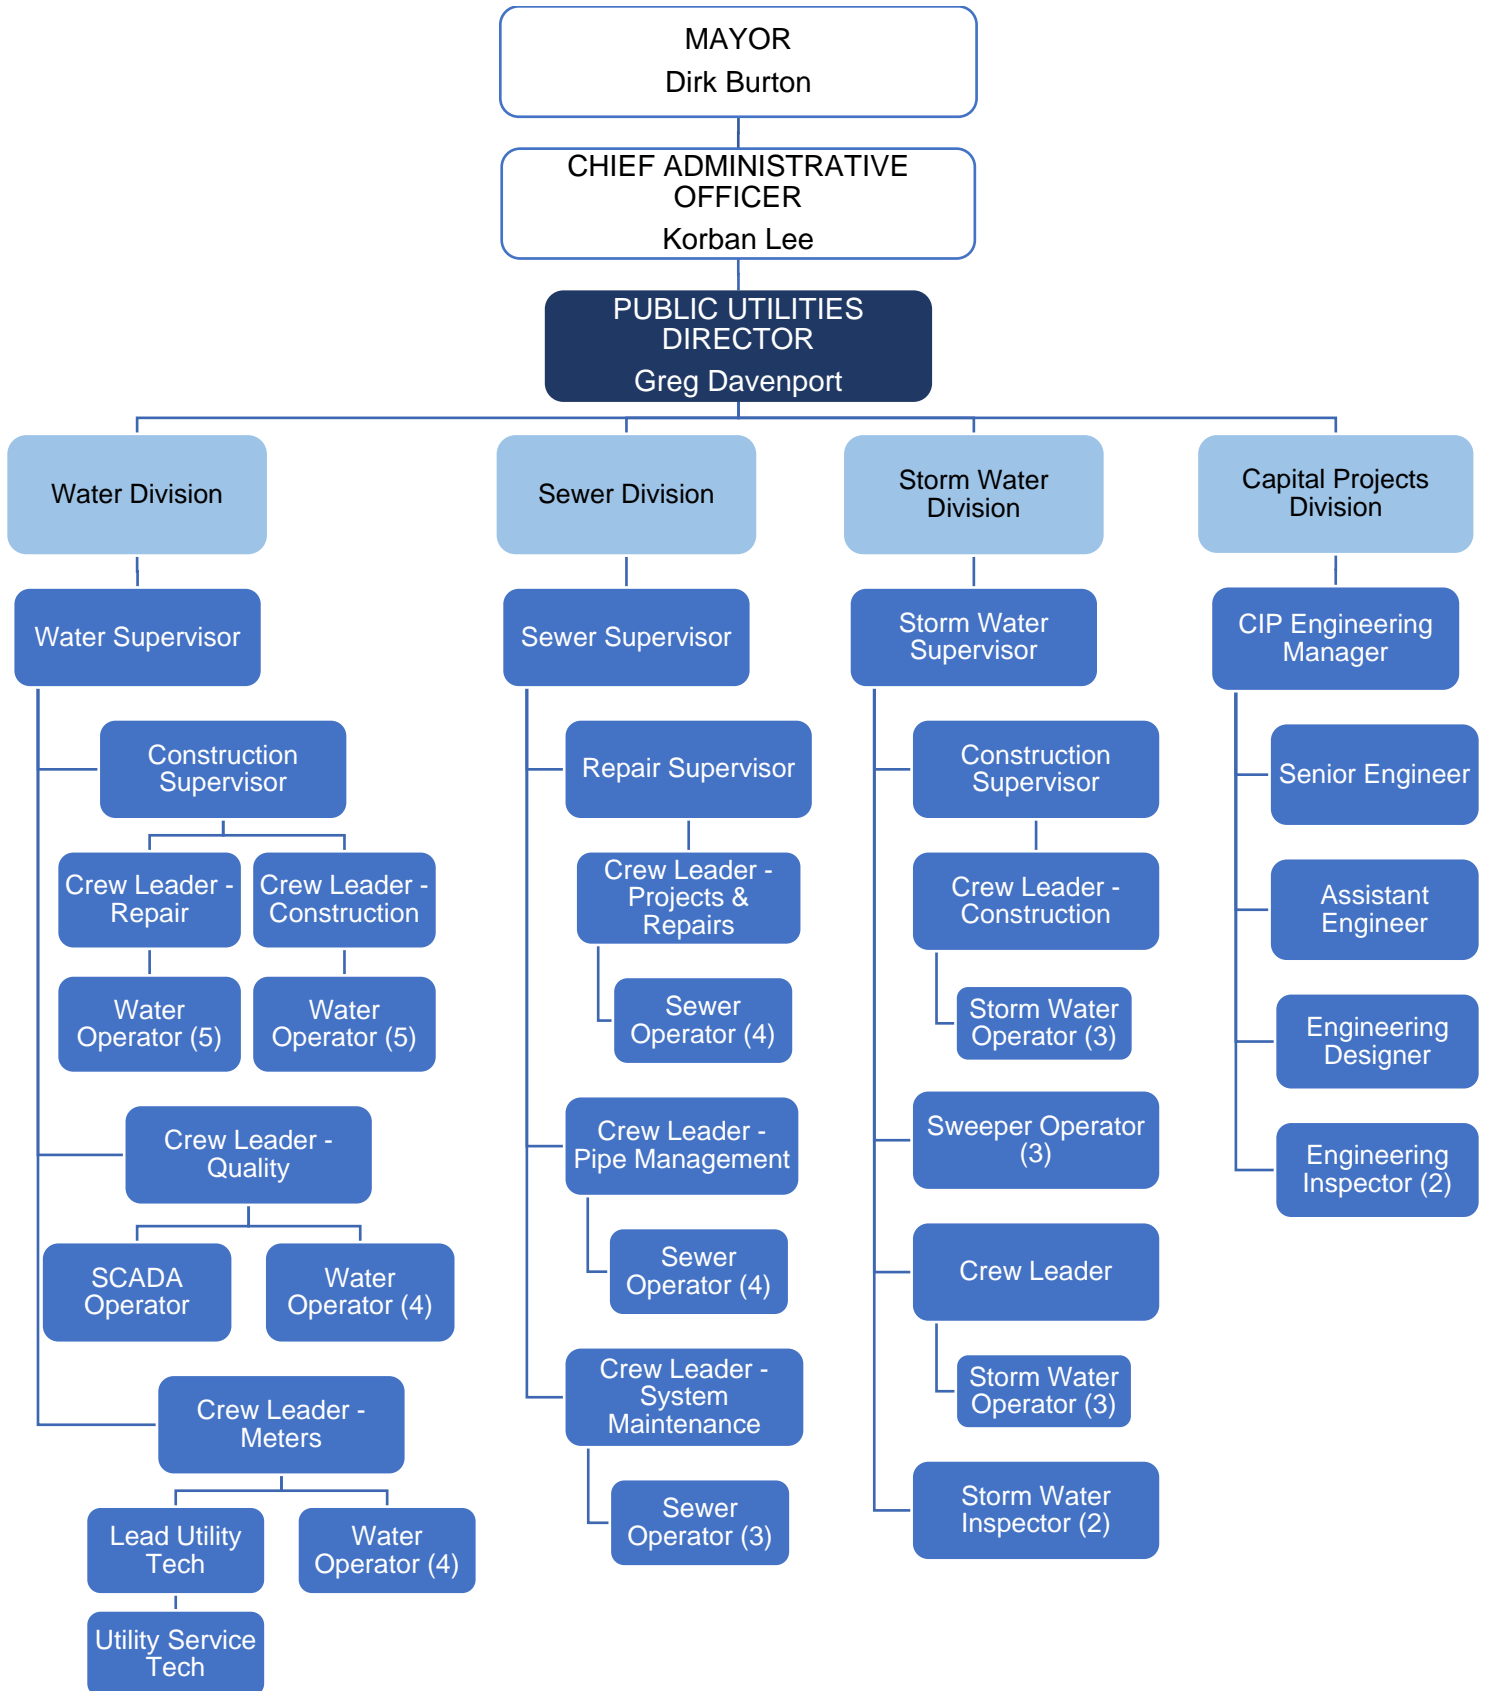 MAYOR
Dirk Burton
CHIEF ADMINISTRATIVE
OFFICER
Korban Lee
PUBLIC UTILITIES
DIRECTOR
Greg Davenport
Water Division
Water Supervisor
Construction
Supervisor
Crew Leader -
Repair
Water
Operator (5)
Crew Leader -
Construction
Water
Operator (5)
Crew Leader -
Quality
SCADA
Operator
Water
Operator (4)
Crew Leader -
Meters
Lead Utility
Tech
Utility Service
Tech
Water
Operator (4)
Sewer Division
Sewer Supervisor
Repair Supervisor
Crew Leader -
Projects &
Repairs
Sewer
Operator (4)
Crew Leader -
Pipe Management
Sewer
Operator (4)
Crew Leader -
System
Maintenance
Sewer
Operator (3)
Storm Water
Division
Storm Water
Supervisor
Construction
Supervisor
Crew Leader -
Construction
Storm Water
Operator (3)
Sweeper Operator
(3)
Crew Leader
Storm Water
Operator (3)
Storm Water
Inspector (2)
Capital Projects
Division
CIP Engineering
Manager
Senior Engineer
Assistant
Engineer
Engineering
Designer
Engineering
Inspector (2)